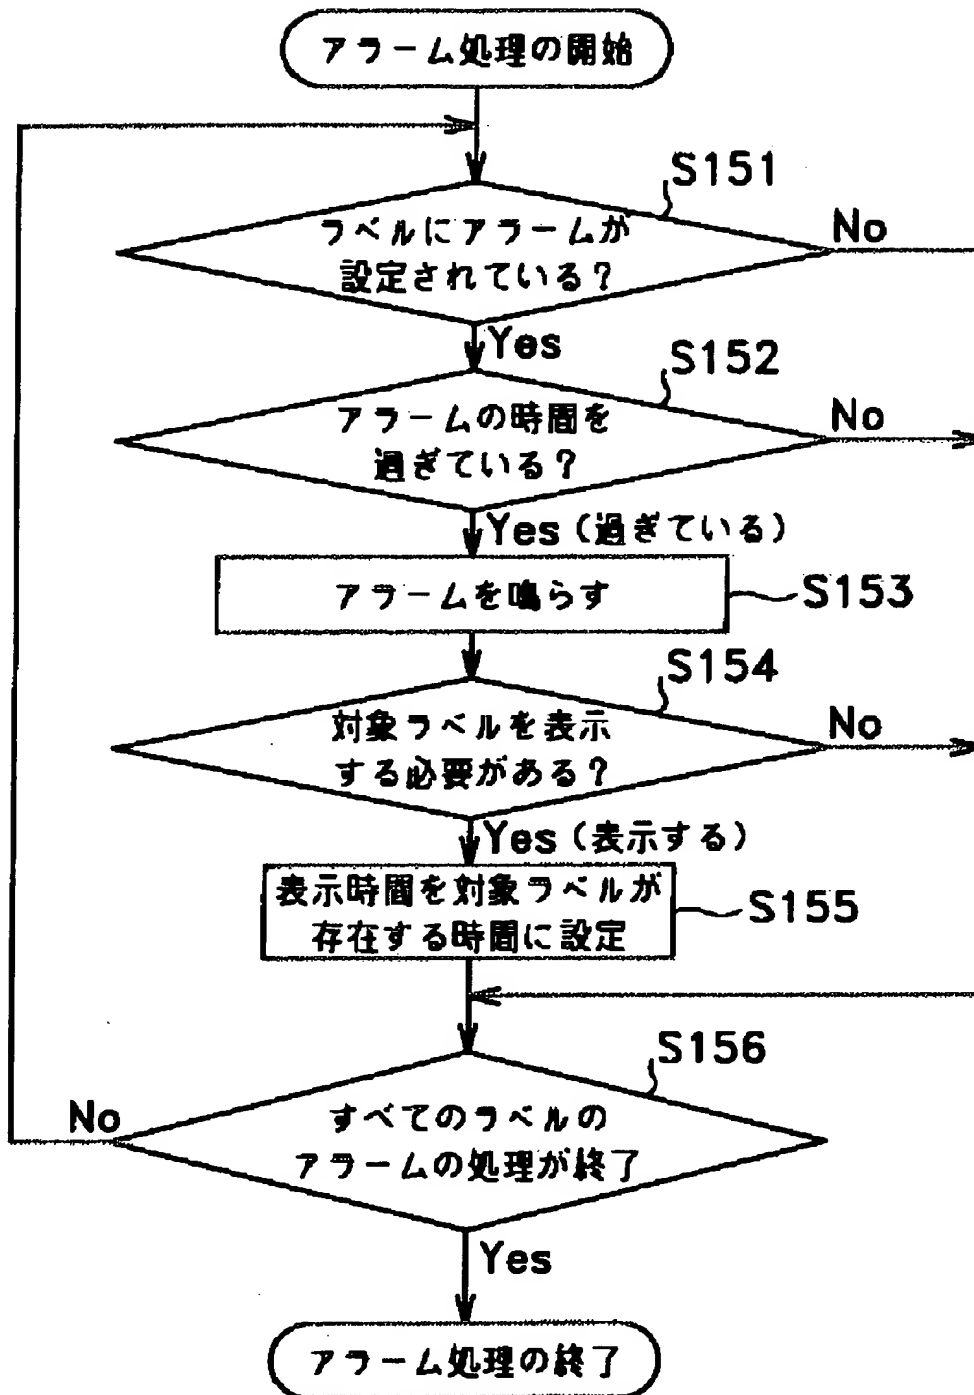 アラーム処理の開始
S151
ラベルにアラームが
設定されている?
No
Yes
S152
アラームの時間を
過ぎている?
No
Yes (過ぎている)
アラームを鳴らす
S153
S154
対象ラベルを表示
する必要がある?
No
Yes (表示する)
表示時間を対象ラベルが
存在する時間に設定
S155
S156
すべてのラベルの
アラームの処理が終了
No
Yes
アラーム処理の終了